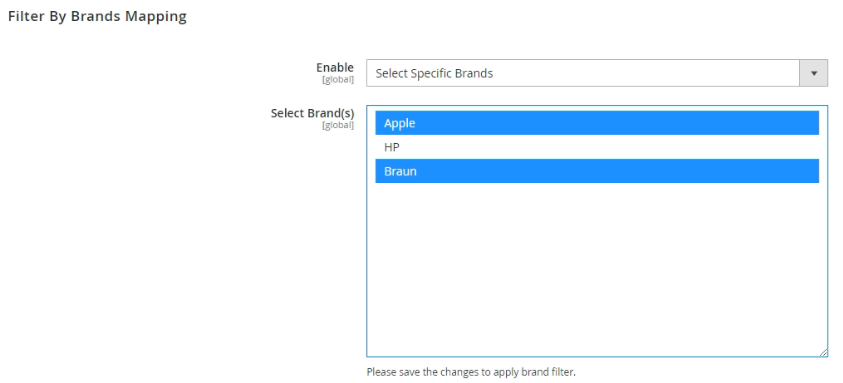 Filter By Brands Mapping
Enable
[global]
Select Specific Brands
Select Brand(s)
[global]
Apple
HP
Braun
Please save the changes to apply brand filter.